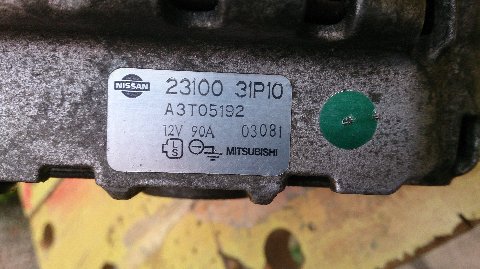 NISSAN 23100 31P10
A3T05192
12V 90A 03081
L
S MITSUBISHI